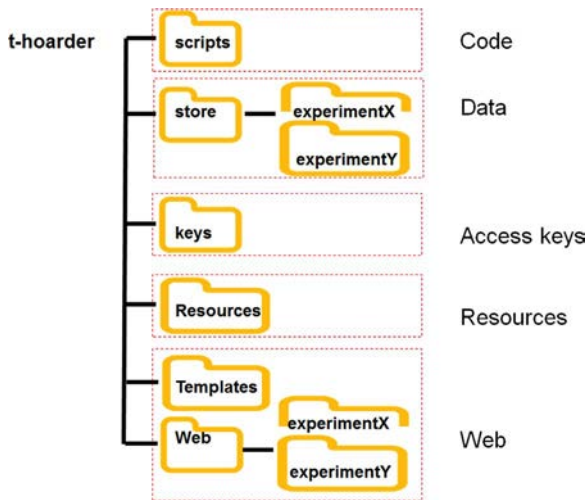 t-hoarder
scripts
Code
store
experimentX
Data
experimentY
keys
Access keys
Resources
Resources
Templates
experimentX
Web
Web
experimentY